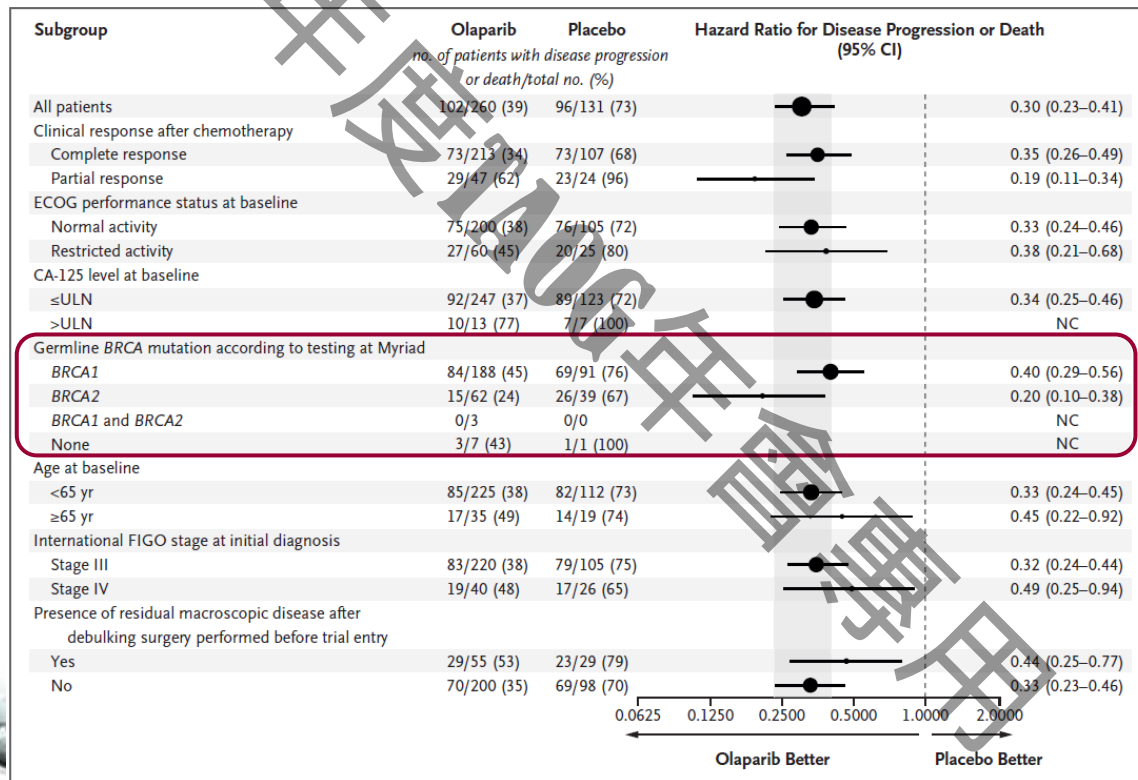 Subgroup Olaparib Placebo Hazard Ratio for Disease Progression or Death
(95% CI)
no. of patients with disease progression
or death/total no. (%)
All patients 102/260 (39) 96/131 (73) 0.30 (0.23–0.41)
Clinical response after chemotherapy
Complete response 73/213 (34) 73/107 (68) 0.35 (0.26–0.49)
Partial response 29/47 (62) 23/24 (96) 0.19 (0.11–0.34)
ECOG performance status at baseline
Normal activity 75/200 (38) 76/105 (72) 0.33 (0.24–0.46)
Restricted activity 27/60 (45) 20/25 (80) 0.38 (0.21–0.68)
CA-125 level at baseline
≤ULN 92/247 (37) 89/123 (72) 0.34 (0.25–0.46)
>ULN 10/13 (77) 7/7 (100) NC
Germline BRCA mutation according to testing at Myriad
BRCA1 84/188 (45) 69/91 (76) 0.40 (0.29–0.56)
BRCA2 15/62 (24) 26/39 (67) 0.20 (0.10–0.38)
BRCA1 and BRCA2 0/3 0/0 NC
None 3/7 (43) 1/1 (100) NC
Age at baseline
<65 yr 85/225 (38) 82/112 (73) 0.33 (0.24–0.45)
≥65 yr 17/35 (49) 14/19 (74) 0.45 (0.22–0.92)
International FIGO stage at initial diagnosis
Stage III 83/220 (38) 79/105 (75) 0.32 (0.24–0.44)
Stage IV 19/40 (48) 17/26 (65) 0.49 (0.25–0.94)
Presence of residual macroscopic disease after
debulking surgery performed before trial entry
Yes 29/55 (53) 23/29 (79) 0.44 (0.25–0.77)
No 70/200 (35) 69/98 (70) 0.33 (0.23–0.46)
0.0625 0.1250 0.2500 0.5000 1.0000 2.0000
Olaparib Better Placebo Better
年度TAOG年會專用